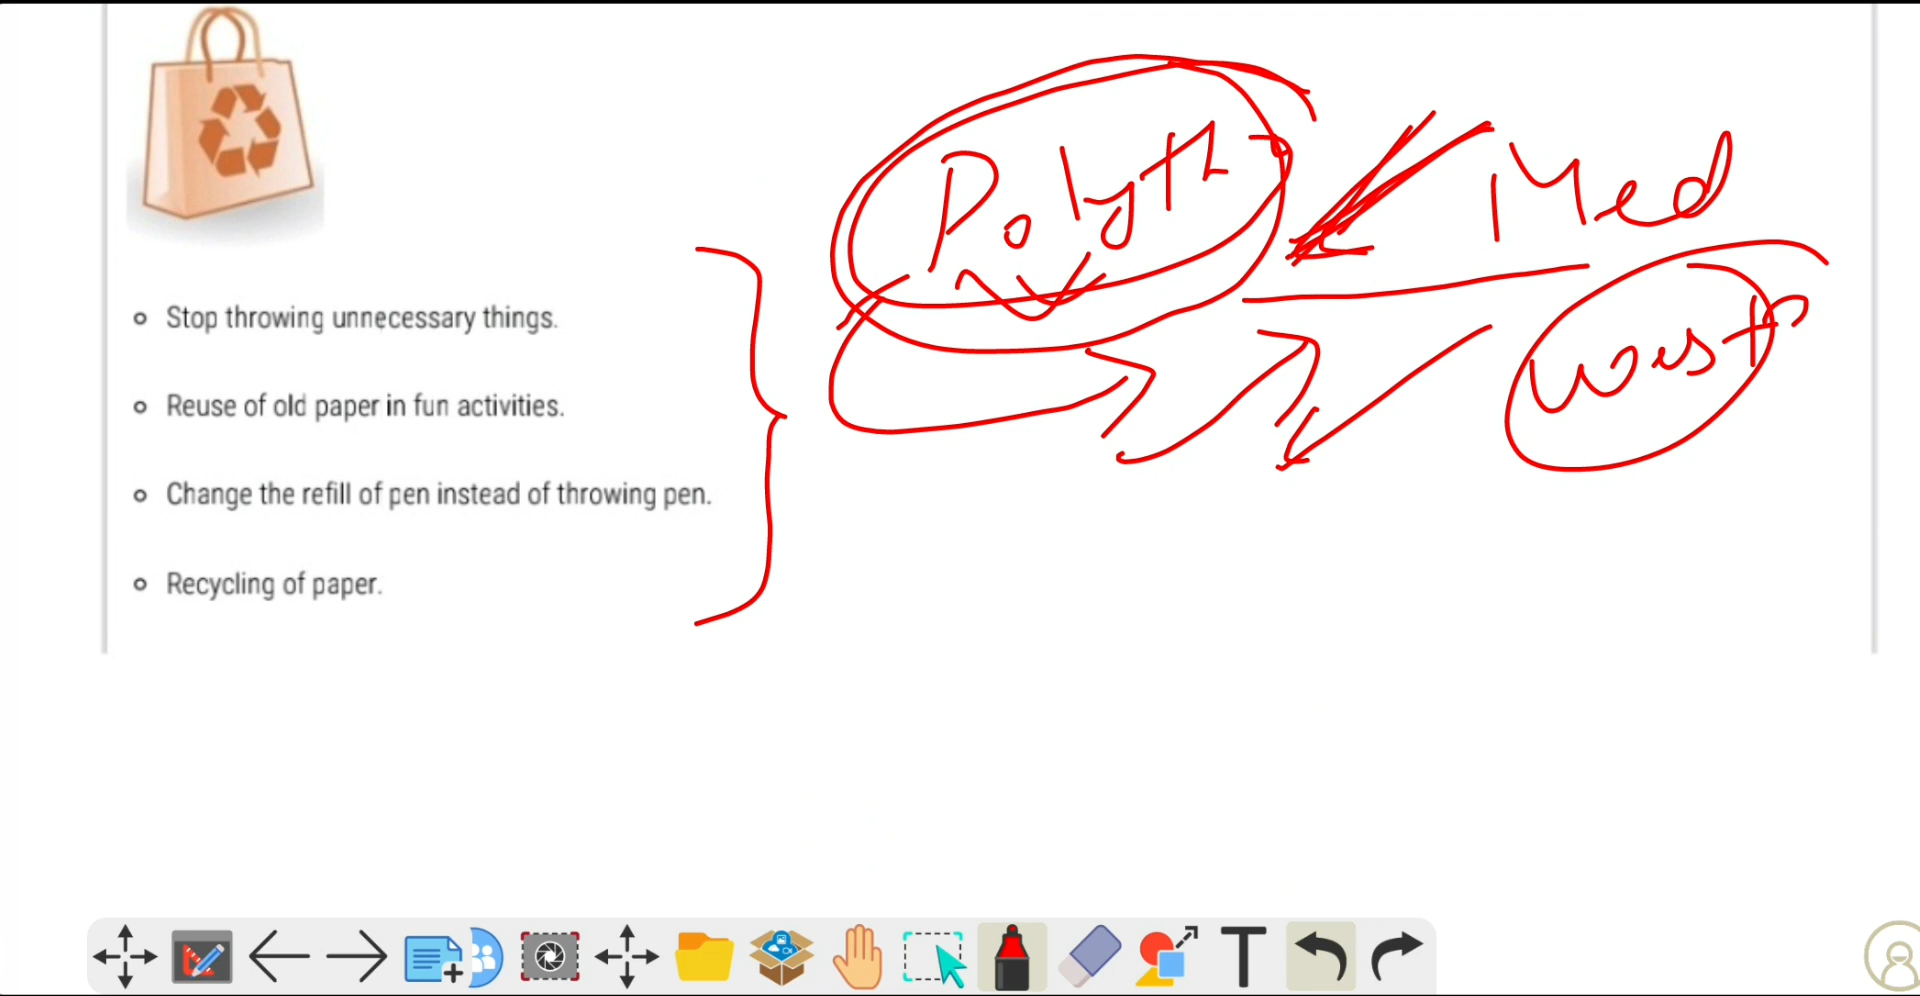 Polyth
Med
Wast
Stop throwing unnecessary things.
Reuse of old paper in fun activities.
Change the refill of pen instead of throwing pen.
Recycling of paper.